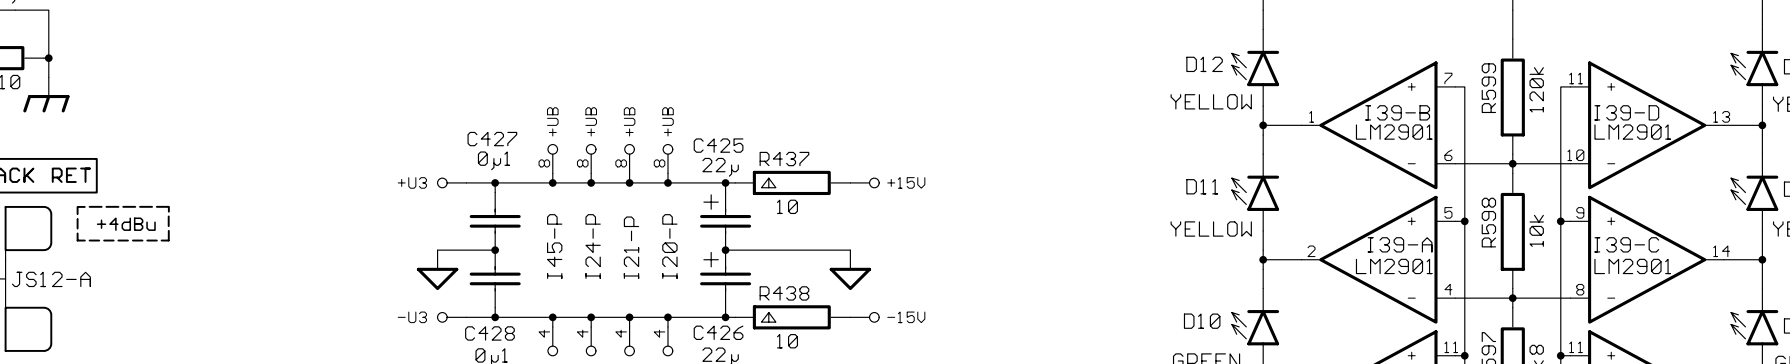 10
ACK RET
+4dBu
JS12-A
+UB
+UB
+UB
+UB
8
8
8
8
C427
0µ1
C425
22µ
R437
10
+U3
+15V
+
I45-P
I24-P
I21-P
I20-P
+
R438
10
-U3
-15V
C428
0µ1
4
4
4
4
C426
22µ
D12
YELLOW
1
I39-B
LM2901
7
+
6
-
R599
120k
11
+
I39-D
LM2901
10
-
13
D11
YELLOW
2
I39-A
LM2901
5
+
4
-
R598
10k
9
+
I39-C
LM2901
8
-
14
D10
GREEN
11
+
11
+